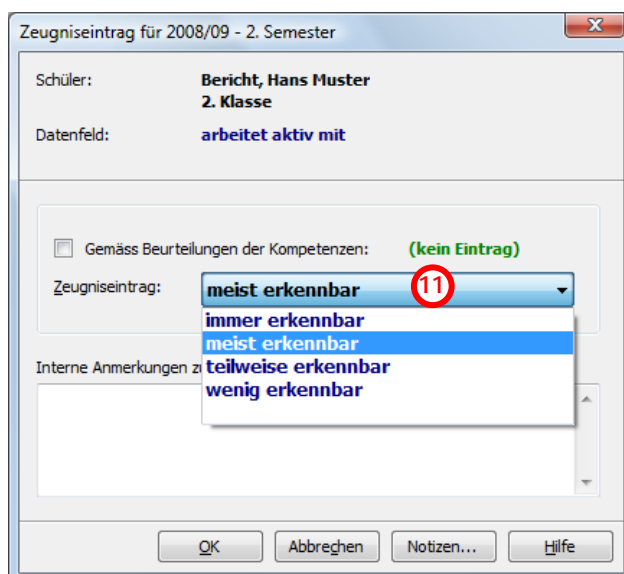 Zeugniseintrag für 2008/09 - 2. Semester
Schüler: Bericht, Hans Muster
2. Klasse
Datenfeld: arbeitet aktiv mit
Gemäss Beurteilungen der Kompetenzen: (kein Eintrag)
Zeugniseintrag: meist erkennbar 11
immer erkennbar
meist erkennbar
Interne Anmerkungen z
teilweise erkennbar
wenig erkennbar
OK Abbrechen Notizen... Hilfe